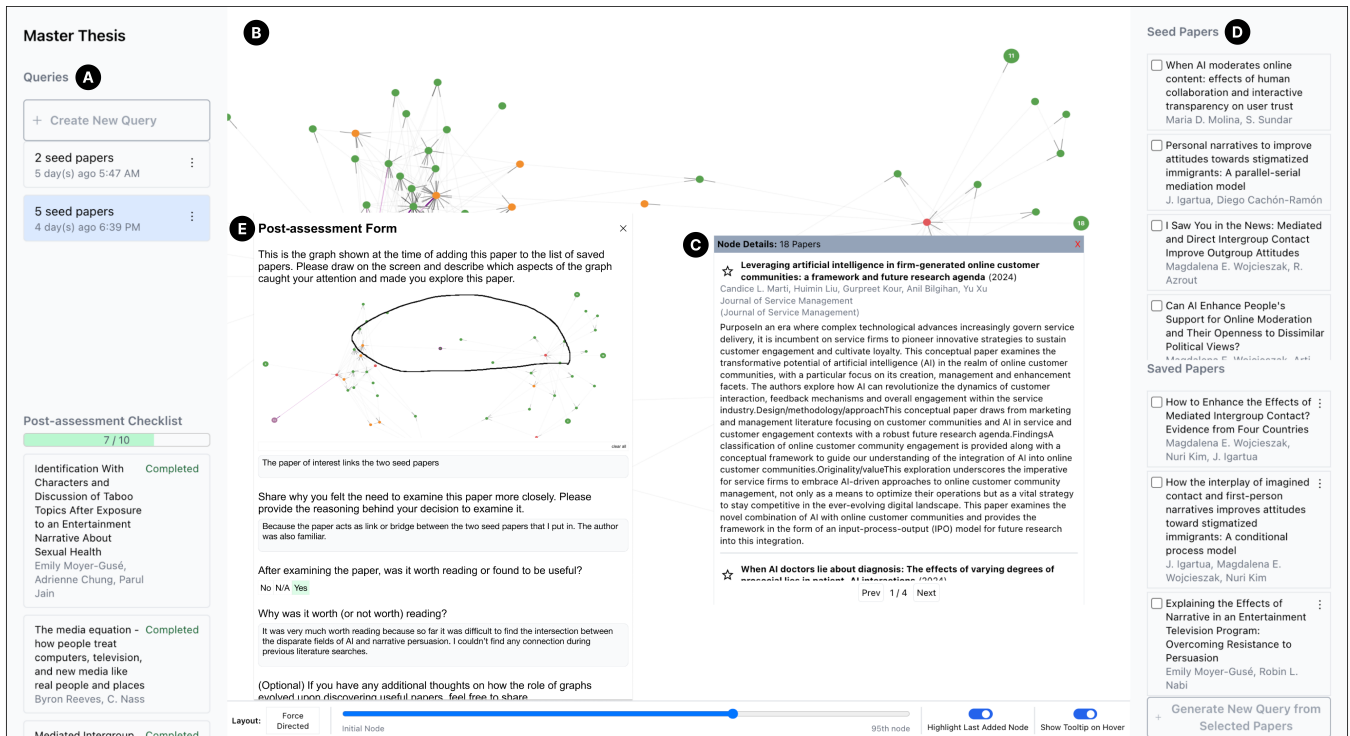 Master Thesis
Queries A
+ Create New Query
2 seed papers
5 day(s) ago 5:47 AM
5 seed papers
4 day(s) ago 6:39 PM
Post-assessment Checklist
7 / 10
Identification With Completed
Characters and
Discussion of Taboo
Topics After Exposure
to an Entertainment
Narrative About
Sexual Health
Emily Moyer-Gusé,
Adrienne Chung, Parul
Jain
The media equation - Completed
how people treat
computers, television,
and new media like
real people and places
Byron Reeves, C. Nass
Mediated Intergroup Completed
B
11
18
E Post-assessment Form
This is the graph shown at the time of adding this paper to the list of saved
papers. Please draw on the screen and describe which aspects of the graph
caught your attention and made you explore this paper.
clear all
The paper of interest links the two seed papers
Share why you felt the need to examine this paper more closely. Please
provide the reasoning behind your decision to examine it.
Because the paper acts as link or bridge between the two seed papers that I put in. The author
was also familiar.
After examining the paper, was it worth reading or found to be useful?
No N/A Yes
Why was it worth (or not worth) reading?
It was very much worth reading because so far it was difficult to find the intersection between
the disparate fields of AI and narrative persuasion. I couldn't find any connection during
previous literature searches.
(Optional) If you have any additional thoughts on how the role of graphs
evolved upon discovering useful papers, feel free to share.
C
Node Details: 18 Papers X
Leveraging artificial intelligence in firm-generated online customer
communities: a framework and future research agenda (2024)
Candice L. Marti, Huimin Liu, Gurpreet Kour, Anil Bilgihan, Yu Xu
Journal of Service Management
(Journal of Service Management)
PurposeIn an era where complex technological advances increasingly govern service
delivery, it is incumbent on service firms to pioneer innovative strategies to sustain
customer engagement and cultivate loyalty. This conceptual paper examines the
transformative potential of artificial intelligence (AI) in the realm of online customer
communities, with a particular focus on its creation, management and enhancement
facets. The authors explore how AI can revolutionize the dynamics of customer
interaction, feedback mechanisms and overall engagement within the service
industry.Design/methodology/approachThis conceptual paper draws from marketing
and management literature focusing on customer communities and AI in service and
customer engagement contexts with a robust future research agenda.FindingsA
classification of online customer community engagement is provided along with a
conceptual framework to guide our understanding of the integration of AI into online
customer communities.Originality/valueThis exploration underscores the imperative
for service firms to embrace AI-driven approaches to online customer community
management, not only as a means to optimize their operations but as a vital strategy
to stay competitive in the ever-evolving digital landscape. This paper examines the
novel combination of AI with online customer communities and provides the
framework in the form of an input-process-output (IPO) model for future research
into this integration.
When AI doctors lie about diagnosis: The effects of varying degrees of
prosocial lies in patient, AI interactions (2024)
Prev 1 / 4 Next
Layout: Force Directed
Initial Node
95th node
Highlight Last Added Node
Show Tooltip on Hover
Seed Papers D
When AI moderates online
content: effects of human
collaboration and interactive
transparency on user trust
Maria D. Molina, S. Sundar
Personal narratives to improve
attitudes towards stigmatized
immigrants: A parallel-serial
mediation model
J. Igartua, Diego Cachón-Ramón
I Saw You in the News: Mediated
and Direct Intergroup Contact
Improve Outgroup Attitudes
Magdalena E. Wojcieszak, R.
Azrout
Can AI Enhance People's
Support for Online Moderation
and Their Openness to Dissimilar
Political Views?
Magdalena E. Wojcieszak, Arti
Saved Papers
How to Enhance the Effects of
Mediated Intergroup Contact?
Evidence from Four Countries
Magdalena E. Wojcieszak,
Nuri Kim, J. Igartua
How the interplay of imagined
contact and first-person
narratives improves attitudes
toward stigmatized
immigrants: A conditional
process model
J. Igartua, Magdalena E.
Wojcieszak, Nuri Kim
Explaining the Effects of
Narrative in an Entertainment
Television Program:
Overcoming Resistance to
Persuasion
Emily Moyer-Gusé, Robin L.
Nabi
+ Generate New Query from
Selected Papers